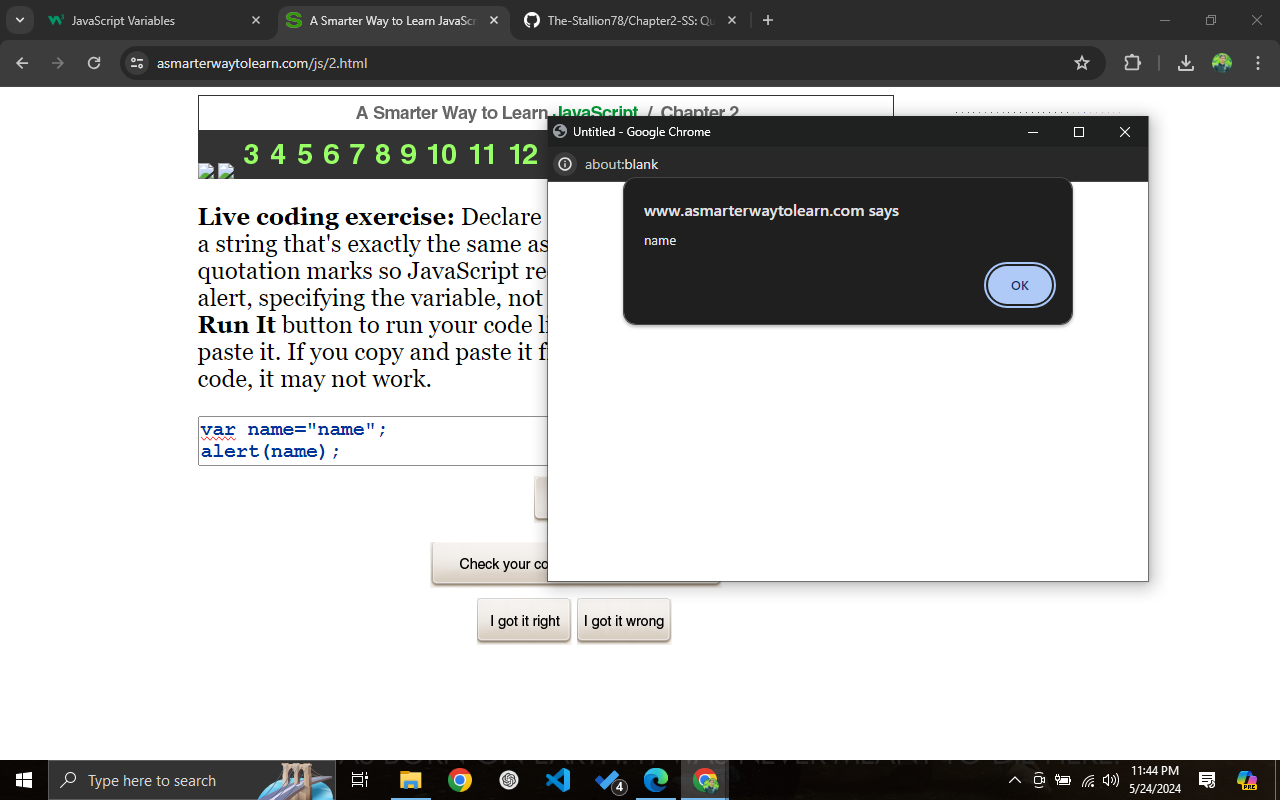 JavaScript Variables
A Smarter Way to Learn JavaSc
The-Stallion78/Chapter2-SS: Qu
asmarterwaytolearn.com/js/2.html
A Smarter Way to Learn JavaScript / Chapter 2
3 4 5 6 7 8 9 10 11 12
Untitled - Google Chrome
about:blank
www.asmarterwaytolearn.com says
name
OK
Live coding exercise: Declare
a string that's exactly the same as
quotation marks so JavaScript re
alert, specifying the variable, not
Run It button to run your code li
paste it. If you copy and paste it f
code, it may not work.
var name="name";
alert(name);
Check your co
I got it right
I got it wrong
Type here to search
4
11:44 PM
5/24/2024
PRE